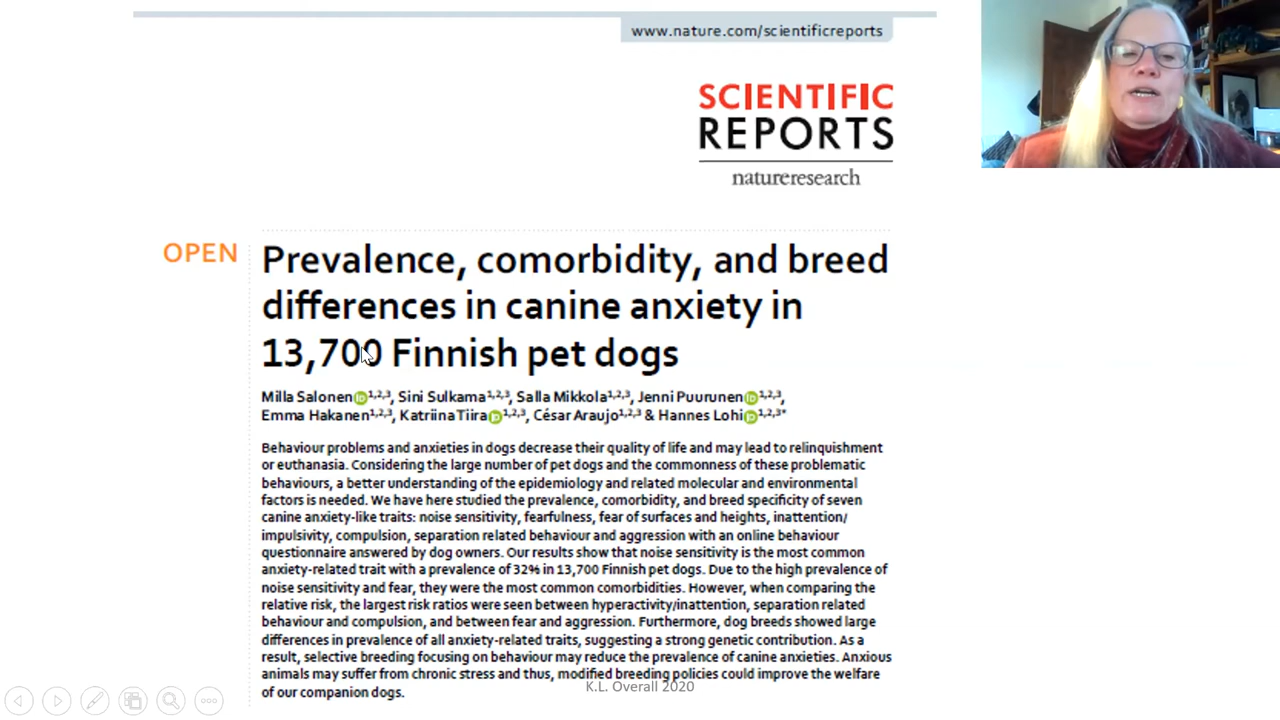 www.nature.com/scientificreports
SCIENTIFIC
REPORTS
natureresearch
OPEN
Prevalence, comorbidity, and breed
differences in canine anxiety in
13,700 Finnish pet dogs
Milla Salonen iD 1,2,3, Sini Sulkama1,2,3, Salla Mikkola1,2,3, Jenni Puurunen iD 1,2,3,
Emma Hakanen1,2,3, Katriina Tiira iD 1,2,3, César Araujo1,2,3 & Hannes Lohi iD 1,2,3*
Behaviour problems and anxieties in dogs decrease their quality of life and may lead to relinquishment
or euthanasia. Considering the large number of pet dogs and the commonness of these problematic
behaviours, a better understanding of the epidemiology and related molecular and environmental
factors is needed. We have here studied the prevalence, comorbidity, and breed specificity of seven
canine anxiety-like traits: noise sensitivity, fearfulness, fear of surfaces and heights, inattention/
impulsivity, compulsion, separation related behaviour and aggression with an online behaviour
questionnaire answered by dog owners. Our results show that noise sensitivity is the most common
anxiety-related trait with a prevalence of 32% in 13,700 Finnish pet dogs. Due to the high prevalence of
noise sensitivity and fear, they were the most common comorbidities. However, when comparing the
relative risk, the largest risk ratios were seen between hyperactivity/inattention, separation related
behaviour and compulsion, and between fear and aggression. Furthermore, dog breeds showed large
differences in prevalence of all anxiety-related traits, suggesting a strong genetic contribution. As a
result, selective breeding focusing on behaviour may reduce the prevalence of canine anxieties. Anxious
animals may suffer from chronic stress and thus, modified breeding policies could improve the welfare
of our companion dogs.
K.L. Overall 2020